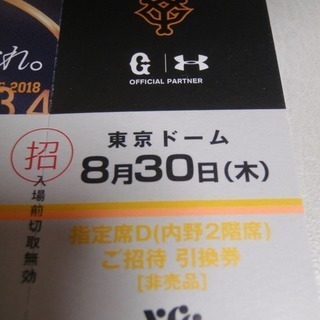 れ。
2018
3.4
G
OFFICIAL PARTNER
招
入場前切取無効
東京ドーム
8月30日(木)
指定席D(内野2階席)
ご招待 引換券
[非売品]